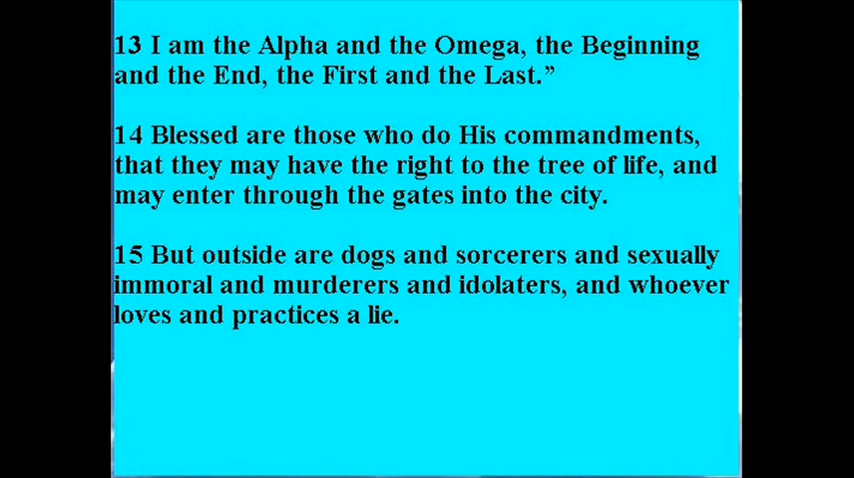 13 I am the Alpha and the Omega, the Beginning
and the End, the First and the Last.”
14 Blessed are those who do His commandments,
that they may have the right to the tree of life, and
may enter through the gates into the city.
15 But outside are dogs and sorcerers and sexually
immoral and murderers and idolaters, and whoever
loves and practices a lie.